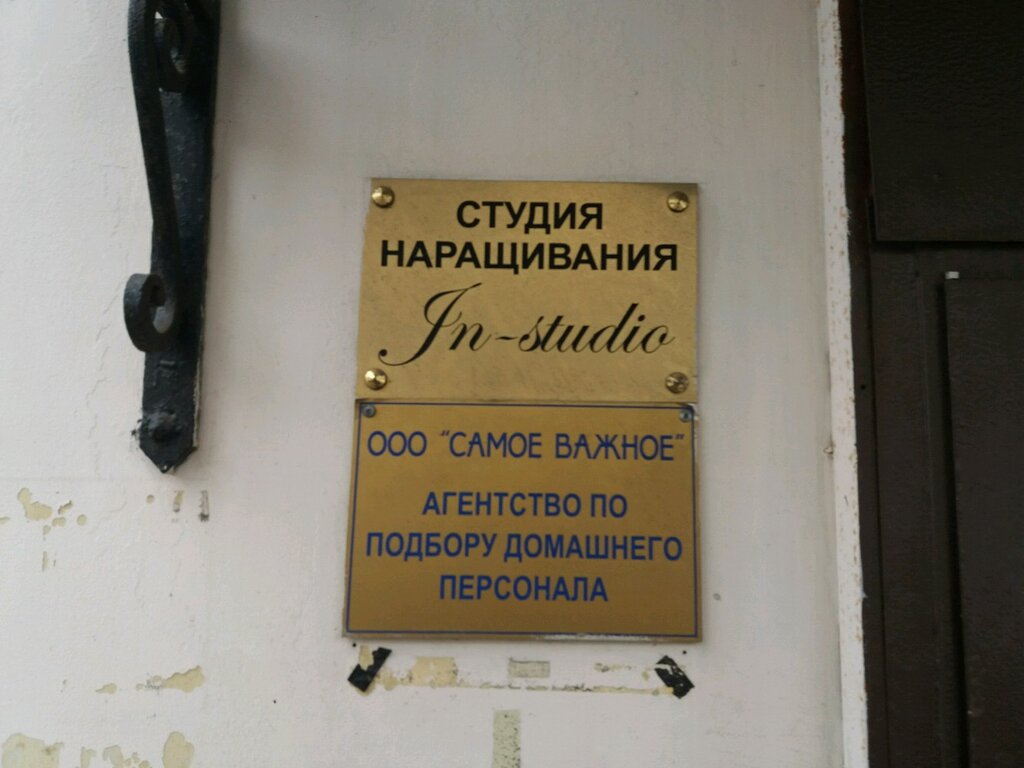 СТУДИЯ
НАРАЩИВАНИЯ
In-studio
ООО "САМОЕ ВАЖНОЕ"
АГЕНТСТВО ПО
ПОДБОРУ ДОМАШНЕГО
ПЕРСОНАЛА